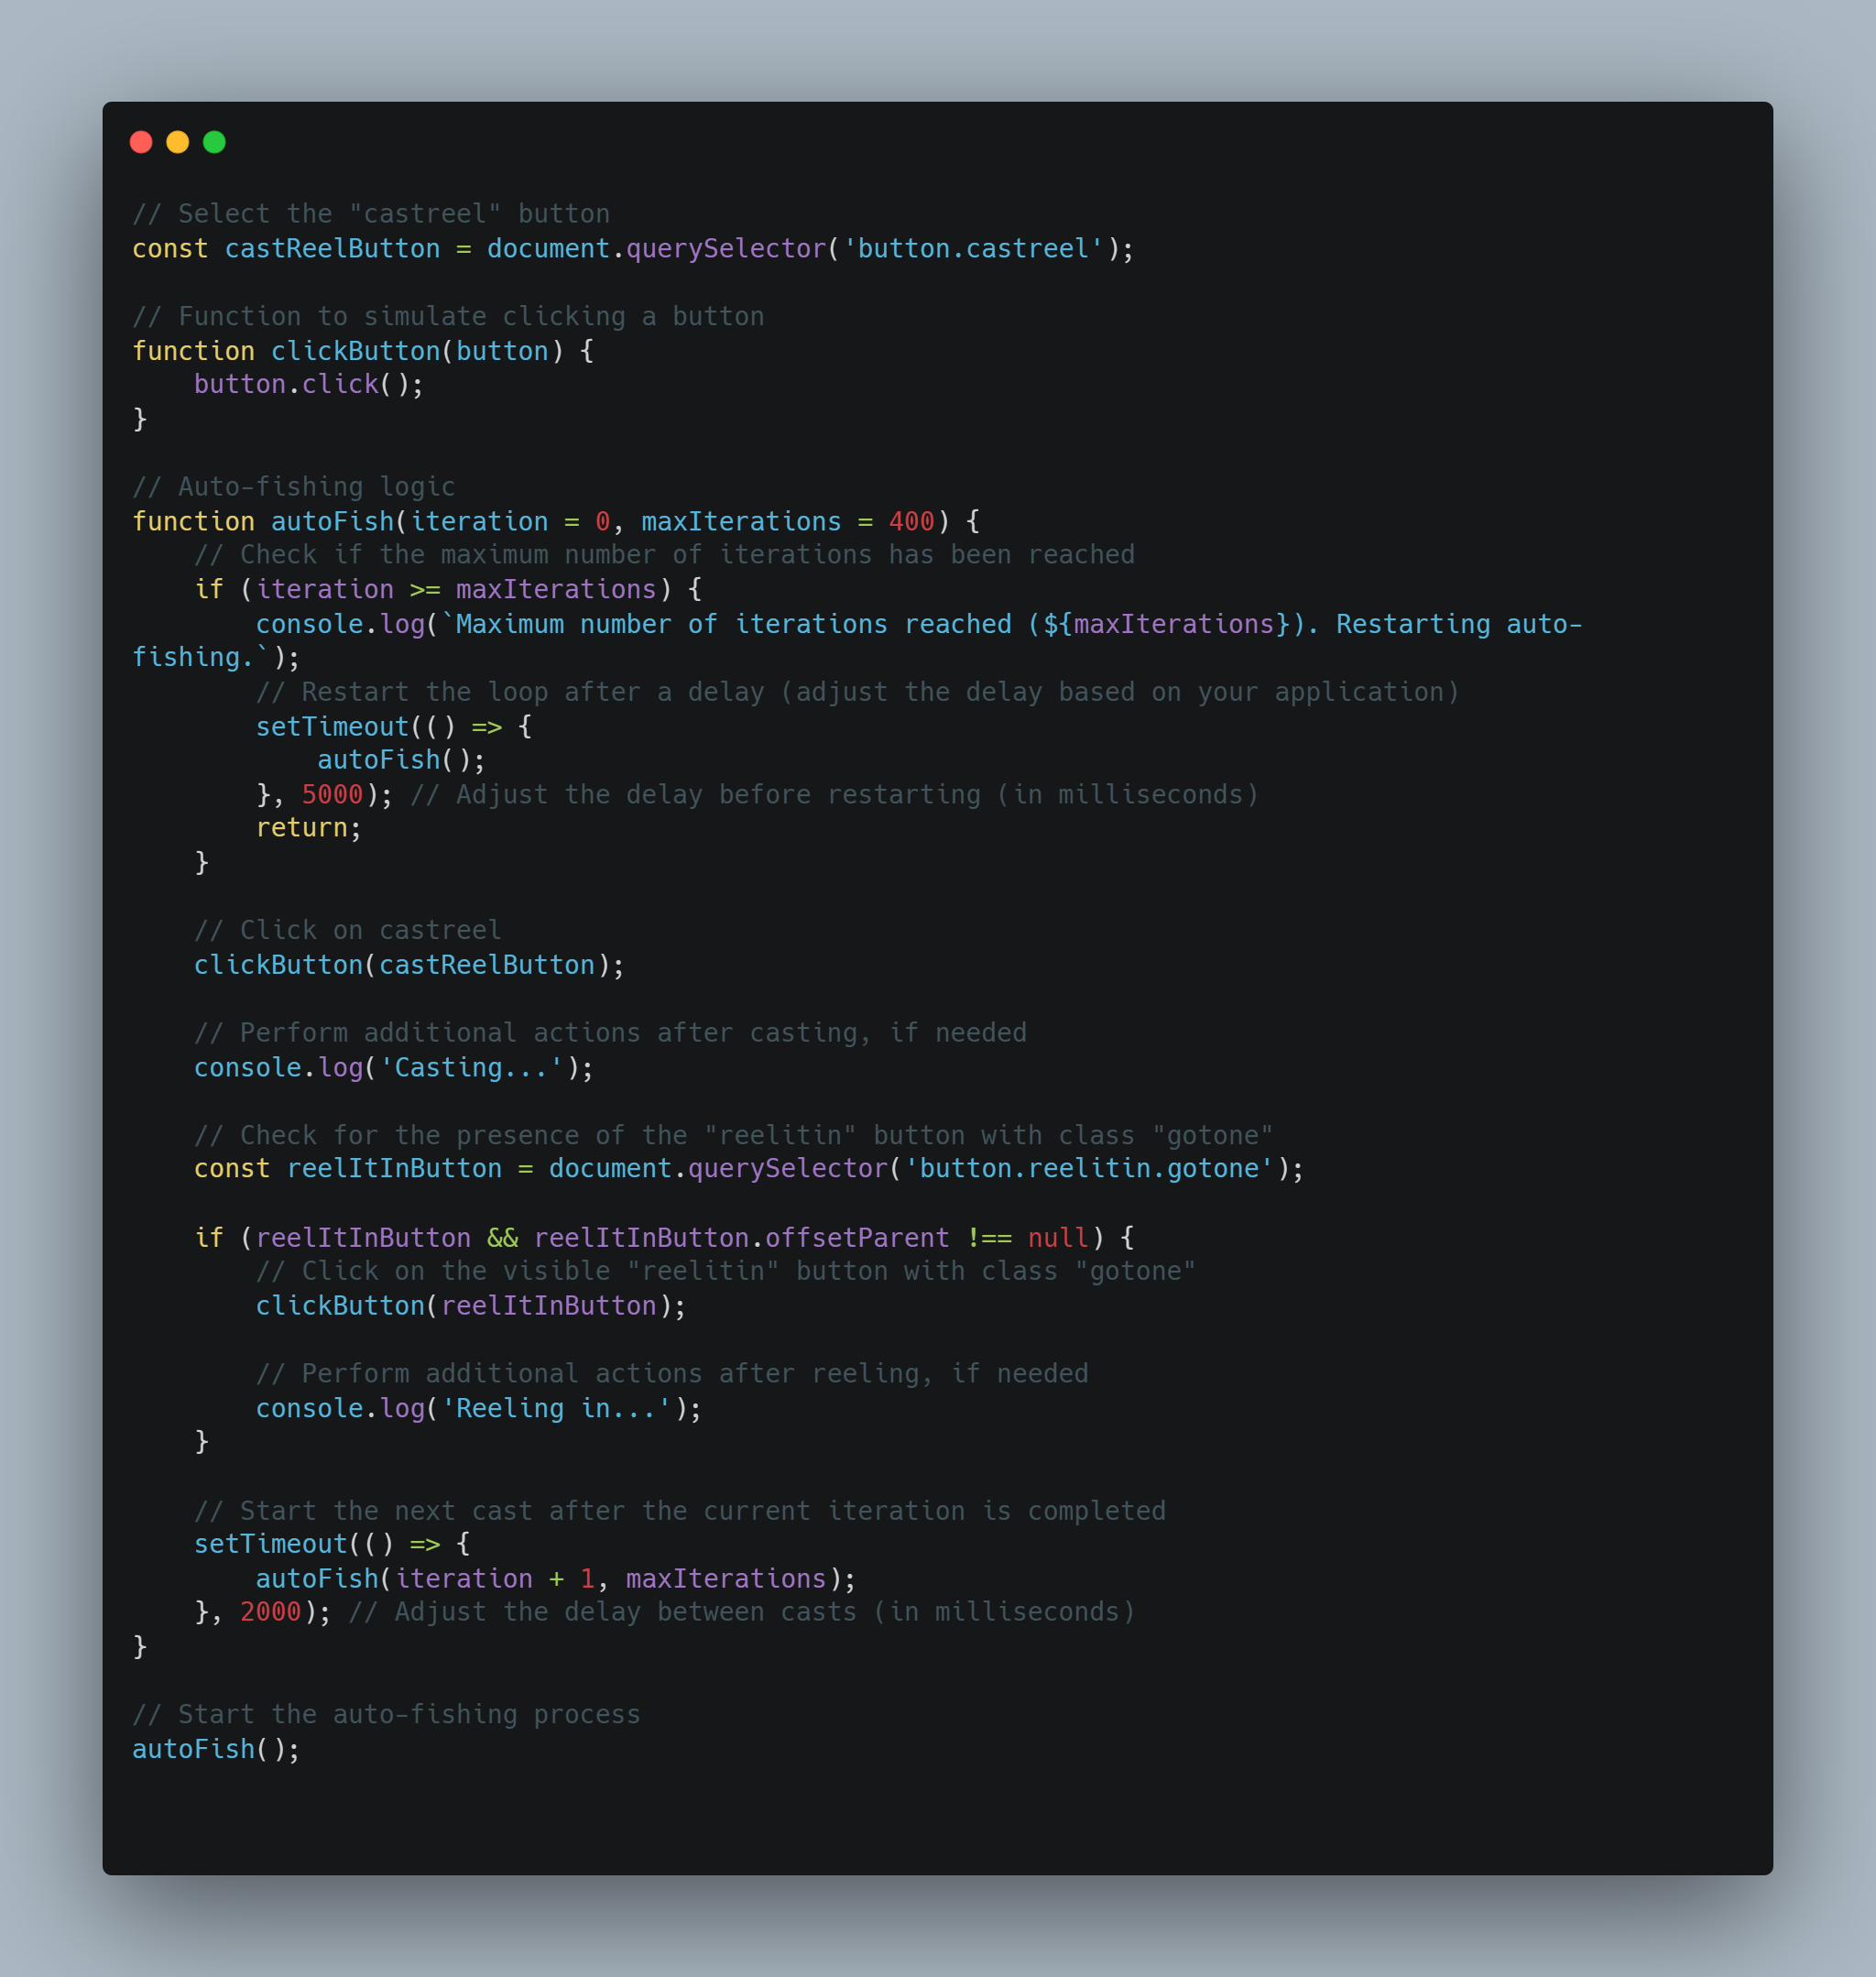 // Select the "castreel" button
const castReelButton = document.querySelector('button.castreel');

// Function to simulate clicking a button
function clickButton(button) {
    button.click();
}

// Auto-fishing logic
function autoFish(iteration = 0, maxIterations = 400) {
    // Check if the maximum number of iterations has been reached
    if (iteration >= maxIterations) {
        console.log(`Maximum number of iterations reached (${maxIterations}). Restarting auto-
fishing.`);
        // Restart the loop after a delay (adjust the delay based on your application)
        setTimeout(() => {
            autoFish();
        }, 5000); // Adjust the delay before restarting (in milliseconds)
        return;
    }

    // Click on castreel
    clickButton(castReelButton);

    // Perform additional actions after casting, if needed
    console.log('Casting...');

    // Check for the presence of the "reelitin" button with class "gotone"
    const reelItInButton = document.querySelector('button.reelitin.gotone');

    if (reelItInButton && reelItInButton.offsetParent !== null) {
        // Click on the visible "reelitin" button with class "gotone"
        clickButton(reelItInButton);

        // Perform additional actions after reeling, if needed
        console.log('Reeling in...');
    }

    // Start the next cast after the current iteration is completed
    setTimeout(() => {
        autoFish(iteration + 1, maxIterations);
    }, 2000); // Adjust the delay between casts (in milliseconds)
}

// Start the auto-fishing process
autoFish();